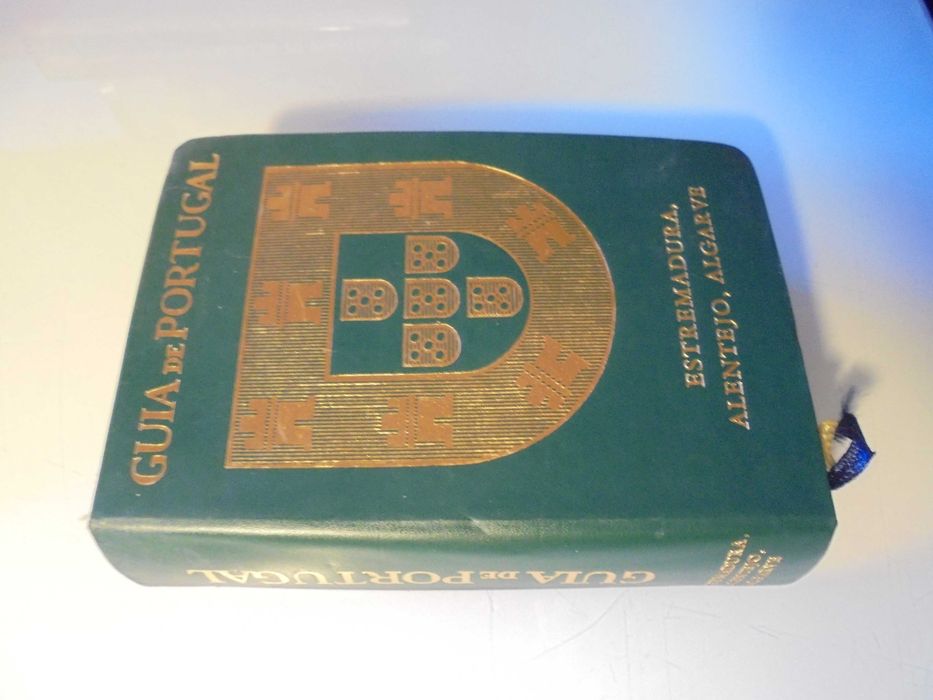 GUIA DE PORTUGAL
ESTREMADURA,
ALENTEJO, ALGARVE
GUIA DE PORTUGAL